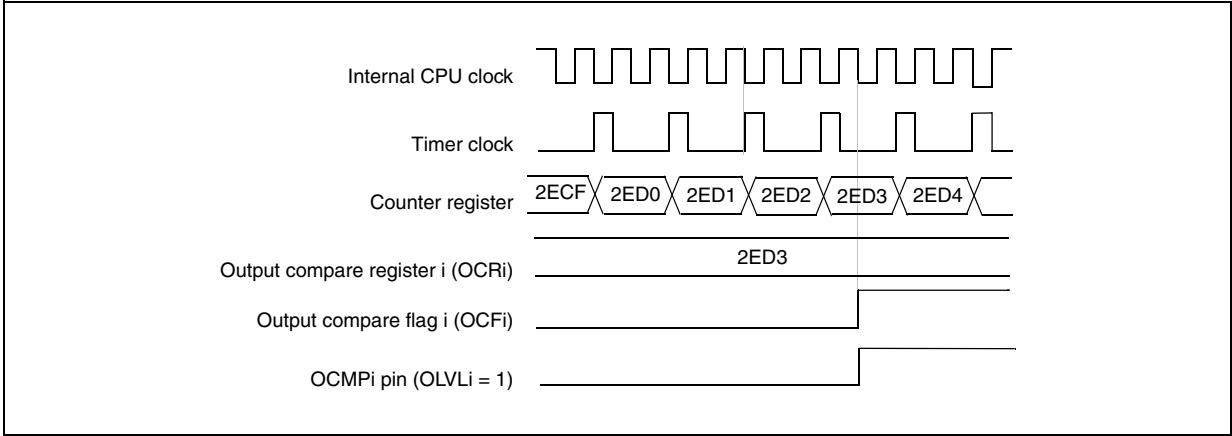 Internal CPU clock
Timer clock
Counter register 2ECF 2ED0 2ED1 2ED2 2ED3 2ED4
Output compare register i (OCRi) 2ED3
Output compare flag i (OCFi)
OCMPi pin (OLVLi = 1)